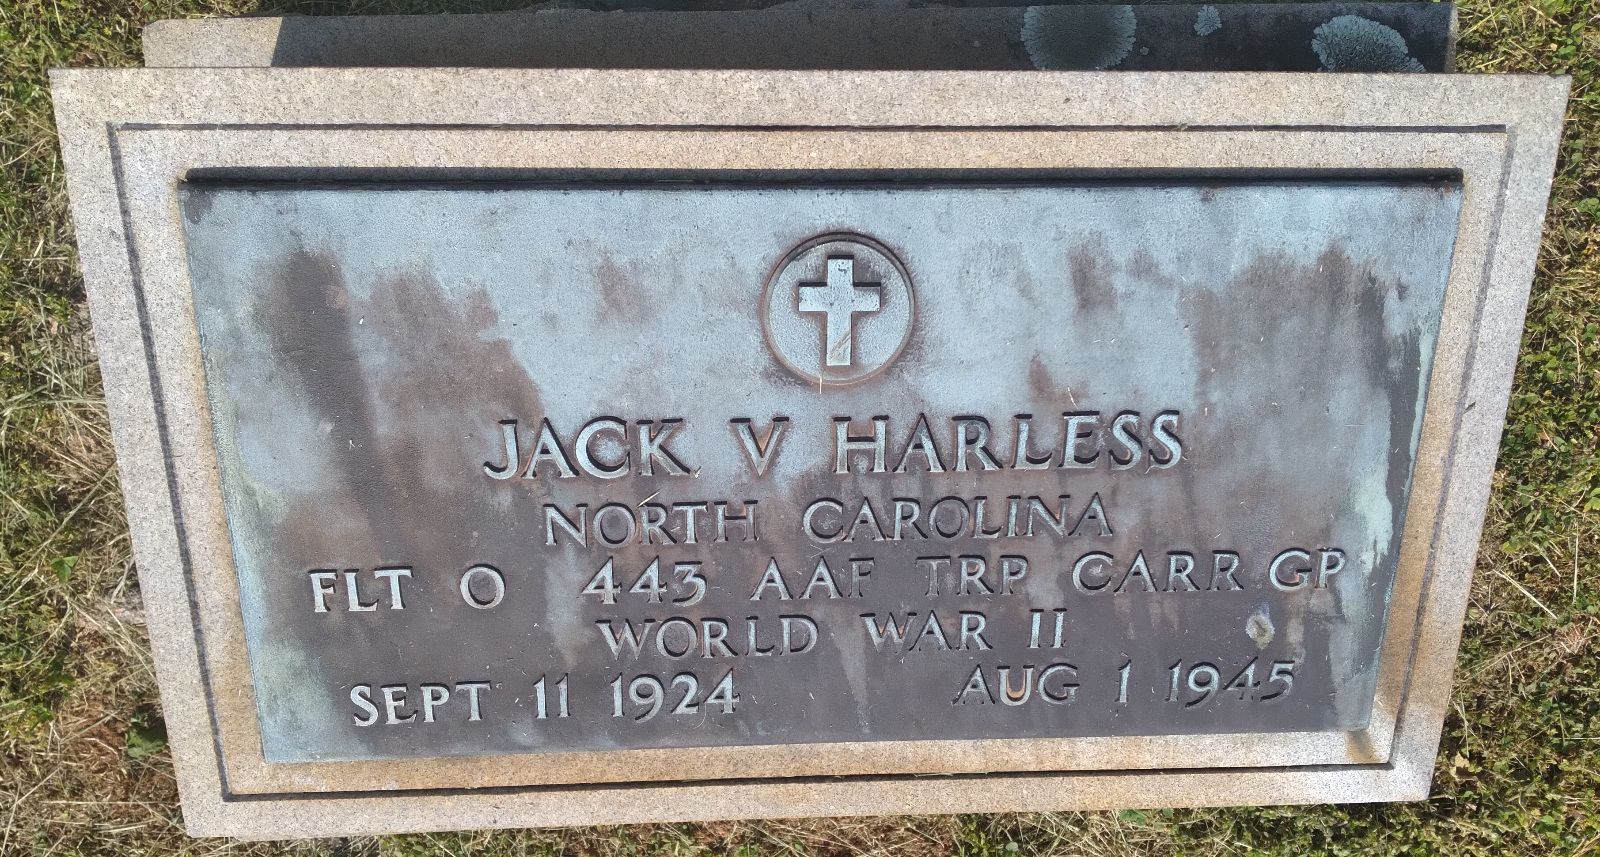 JACK V HARLESS
NORTH CAROLINA
FLT O 443 AAF TRP CARR GP
WORLD WAR II
SEPT 11 1924 AUG 1 1945